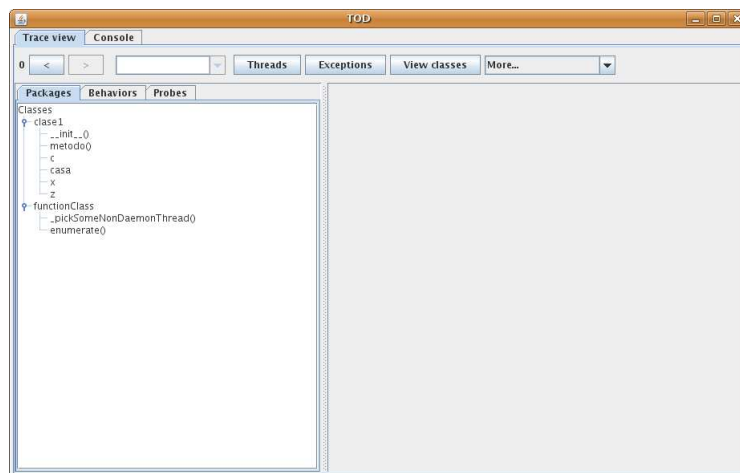 TOD
Trace view Console
0 < > Threads Exceptions View classes More...
Packages Behaviors Probes
Classes
clase1
__init__()
metodo()
c
casa
x
z
functionClass
_pickSomeNonDaemonThread()
enumerate()